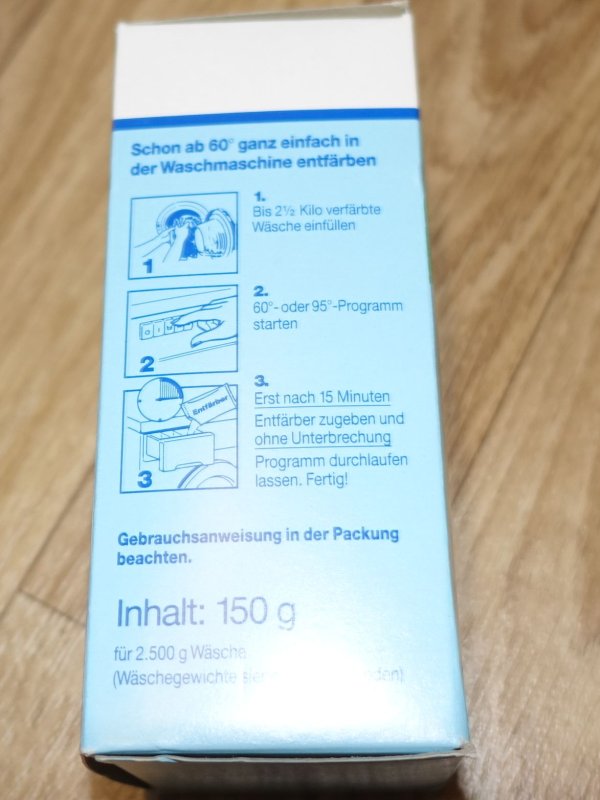 Schon ab 60° ganz einfach in
der Waschmaschine entfärben
1
1.
Bis 2½ Kilo verfärbte
Wäsche einfüllen
2
2.
60°- oder 95°-Programm
starten
Entfärber
3
3.
Erst nach 15 Minuten
Entfärber zugeben und
ohne Unterbrechung
Programm durchlaufen
lassen. Fertig!
Gebrauchsanweisung in der Packung
beachten.
Inhalt: 150 g
für 2.500 g Wäsche
(Wäschegewichte